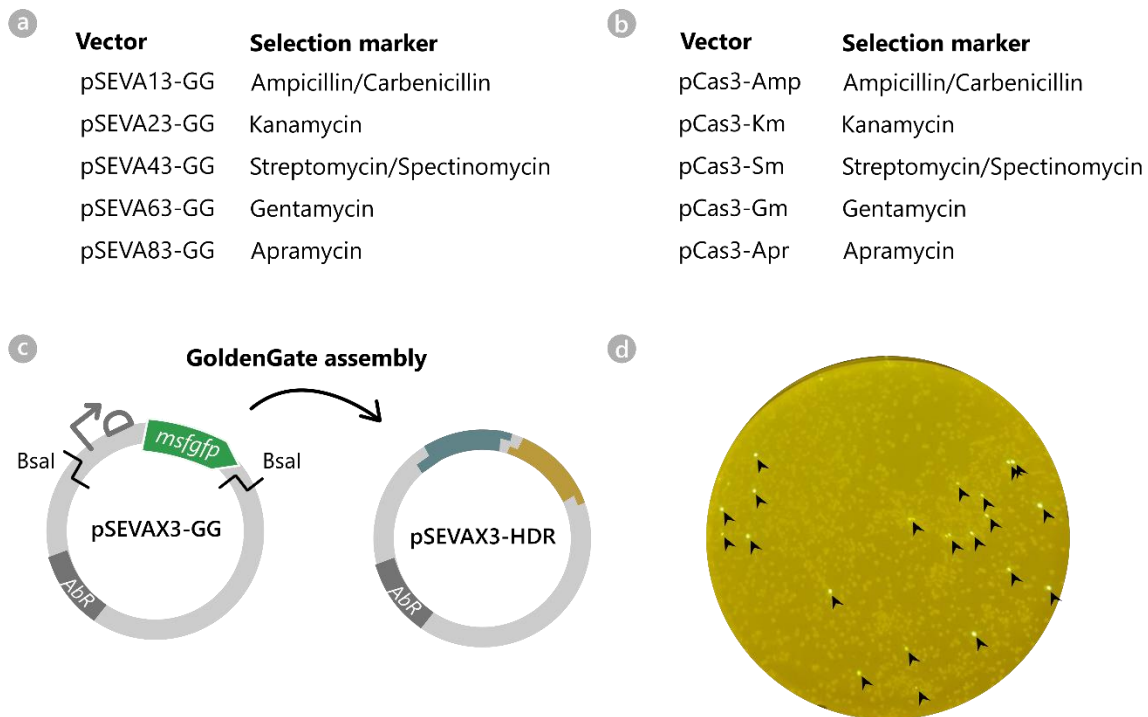 a
Vector Selection marker
pSEVA13-GG Ampicillin/Carbenicillin
pSEVA23-GG Kanamycin
pSEVA43-GG Streptomycin/Spectinomycin
pSEVA63-GG Gentamycin
pSEVA83-GG Apramycin
b
Vector Selection marker
pCas3-Amp Ampicillin/Carbenicillin
pCas3-Km Kanamycin
pCas3-Sm Streptomycin/Spectinomycin
pCas3-Gm Gentamycin
pCas3-Apr Apramycin
c
GoldenGate assembly
msfgfp
BsaI BsaI
pSEVAX3-GG
AbR
pSEVAX3-HDR
AbR
d